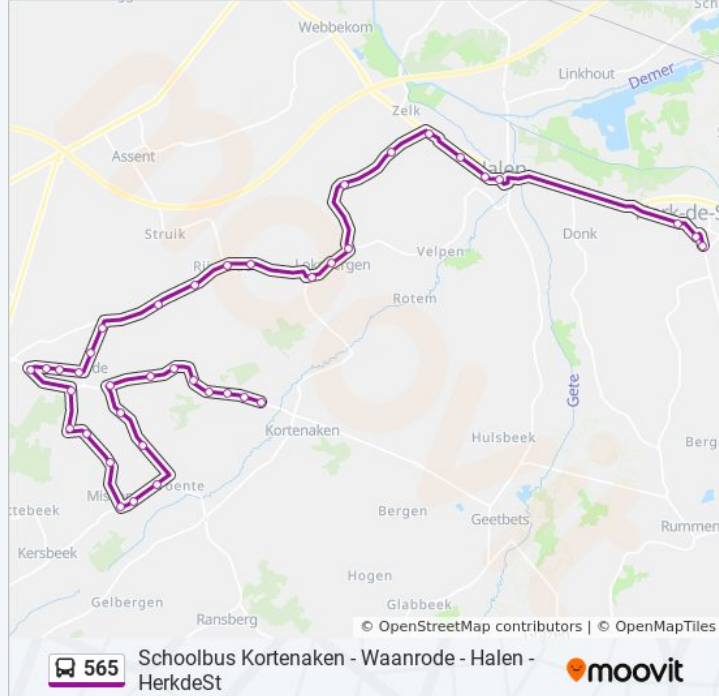 Webbekom
Linkhout
Demer
Zelk
Assent
Halen
Struik
Donk
Velpen
Rotem
Gete
Kortenaken
Hulsbeek
Bergen
Geetbets
Rummen
Kersbeek
Hogen
Gelbergen
Glabbeek
Ransberg
© OpenStreetMap contributors | © OpenMapTiles
565
Schoolbus Kortenaken - Waanrode - Halen -
HerkdeSt
moovit